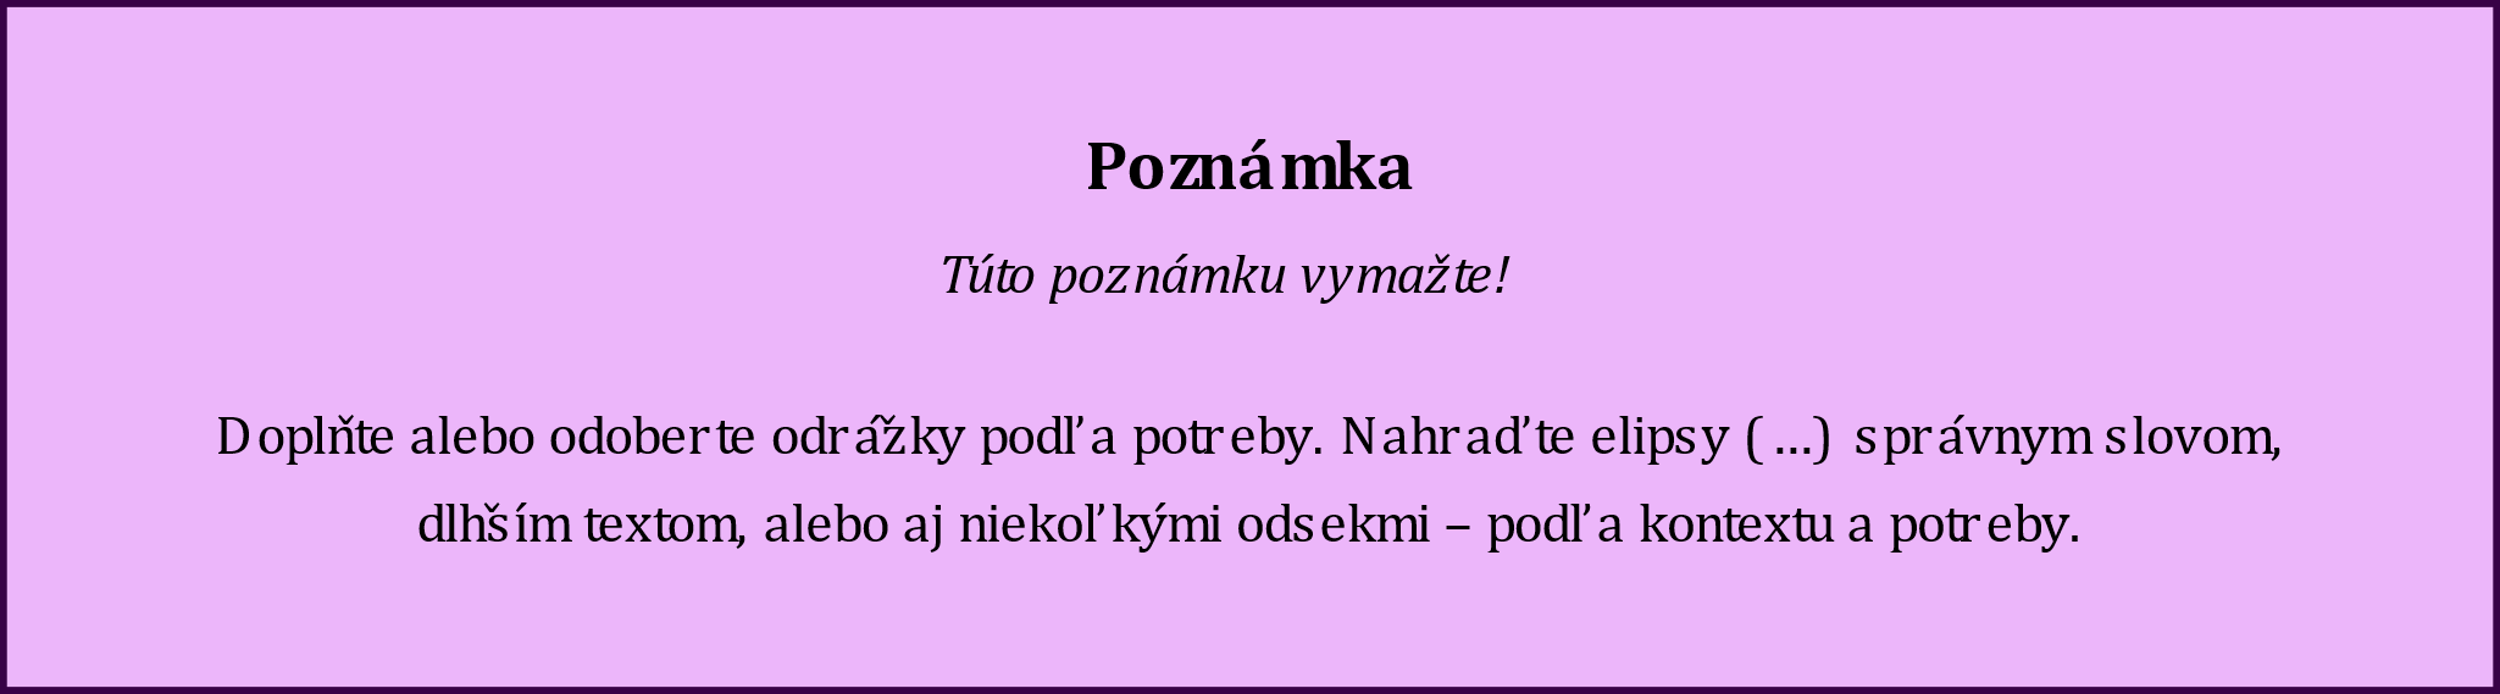 Poznámka
Túto poznámku vymažte!
Doplňte alebo odoberte odrážky podľa potreby. Nahraďte elipsy (…) správnym slovom,
dlhším textom, alebo aj niekoľkými odsekmi – podľa kontextu a potreby.